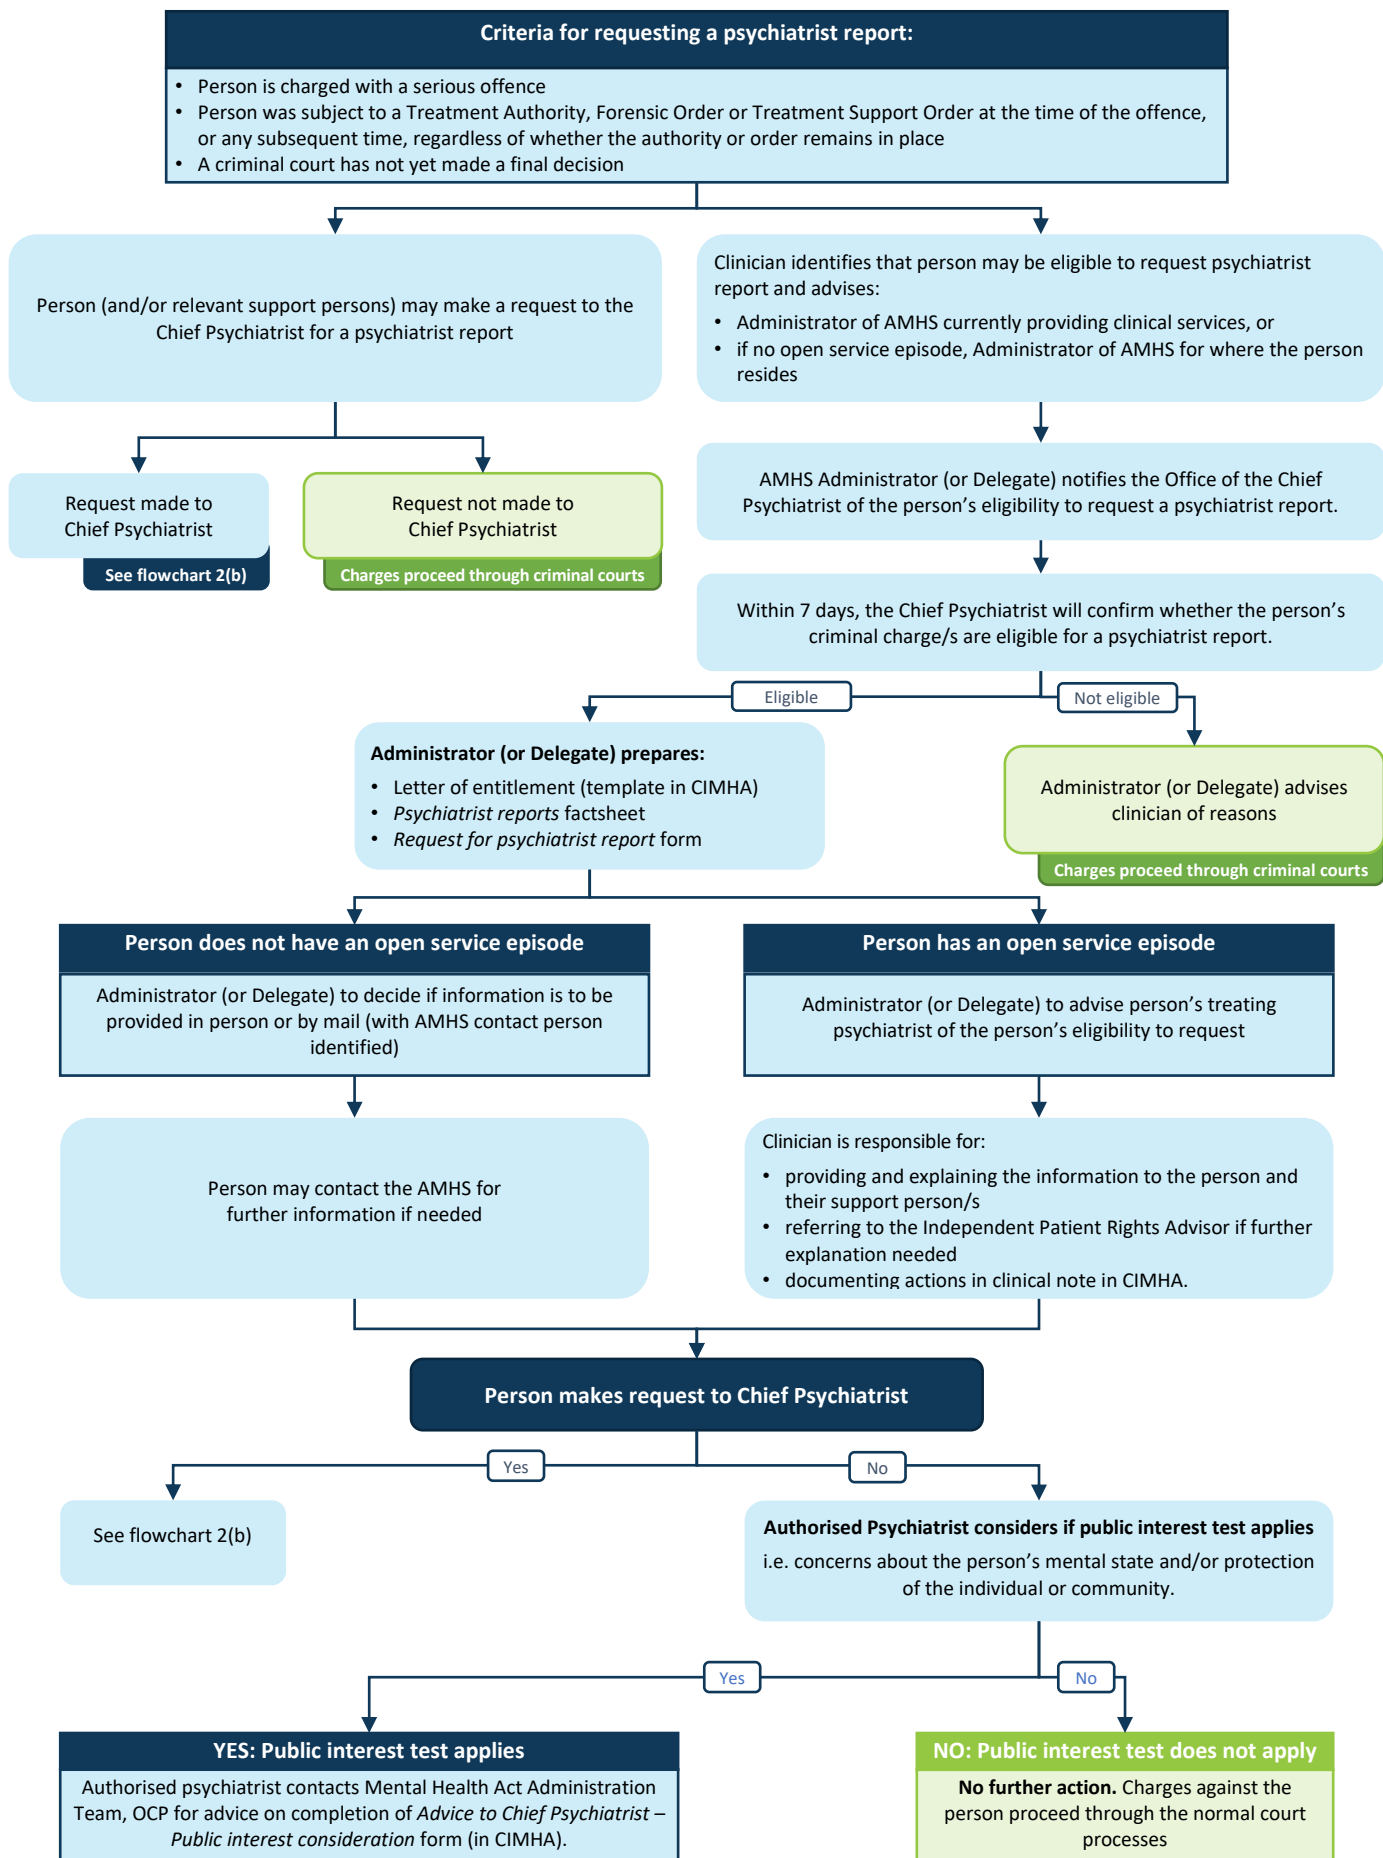 Criteria for requesting a psychiatrist report:
• Person is charged with a serious offence
• Person was subject to a Treatment Authority, Forensic Order or Treatment Support Order at the time of the offence,
or any subsequent time, regardless of whether the authority or order remains in place
• A criminal court has not yet made a final decision
Person (and/or relevant support persons) may make a request to the
Chief Psychiatrist for a psychiatrist report
Clinician identifies that person may be eligible to request psychiatrist
report and advises:
• Administrator of AMHS currently providing clinical services, or
• if no open service episode, Administrator of AMHS for where the person
resides
Request made to
Chief Psychiatrist
See flowchart 2(b)
Request not made to
Chief Psychiatrist
Charges proceed through criminal courts
AMHS Administrator (or Delegate) notifies the Office of the Chief
Psychiatrist of the person’s eligibility to request a psychiatrist report.
Within 7 days, the Chief Psychiatrist will confirm whether the person’s
criminal charge/s are eligible for a psychiatrist report.
Eligible
Not eligible
Administrator (or Delegate) prepares:
• Letter of entitlement (template in CIMHA)
• Psychiatrist reports factsheet
• Request for psychiatrist report form
Administrator (or Delegate) advises
clinician of reasons
Charges proceed through criminal courts
Person does not have an open service episode
Administrator (or Delegate) to decide if information is to be
provided in person or by mail (with AMHS contact person
identified)
Person has an open service episode
Administrator (or Delegate) to advise person’s treating
psychiatrist of the person’s eligibility to request
Person may contact the AMHS for
further information if needed
Clinician is responsible for:
• providing and explaining the information to the person and
their support person/s
• referring to the Independent Patient Rights Advisor if further
explanation needed
• documenting actions in clinical note in CIMHA.
Person makes request to Chief Psychiatrist
Yes
No
See flowchart 2(b)
Authorised Psychiatrist considers if public interest test applies
i.e. concerns about the person’s mental state and/or protection
of the individual or community.
Yes
No
YES: Public interest test applies
Authorised psychiatrist contacts Mental Health Act Administration
Team, OCP for advice on completion of Advice to Chief Psychiatrist –
Public interest consideration form (in CIMHA).
NO: Public interest test does not apply
No further action. Charges against the
person proceed through the normal court
processes